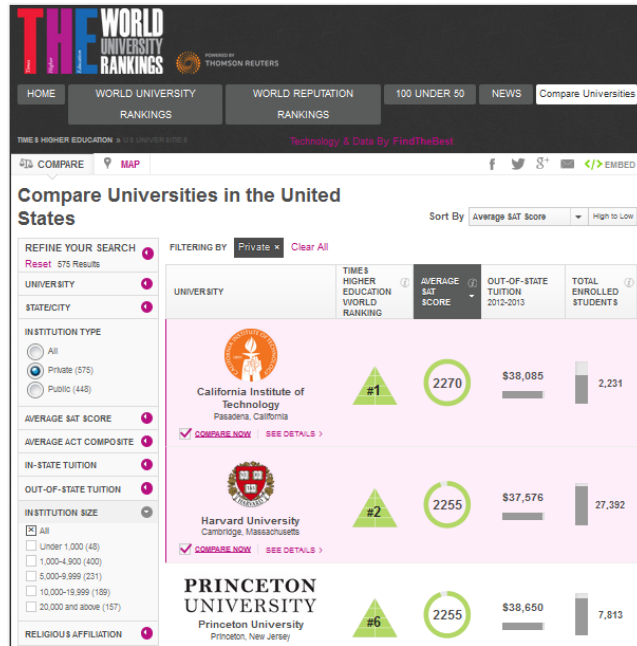 THE WORLD
UNIVERSITY
RANKINGS
Times Higher Education
POWERED BY
THOMSON REUTERS
HOME
WORLD UNIVERSITY
RANKINGS
WORLD REPUTATION
RANKINGS
100 UNDER 50
NEWS
Compare Universities
TIMES HIGHER EDUCATION » US UNIVERSITIES
Technology & Data By FindTheBest
COMPARE
MAP
</> EMBED
Compare Universities in the United
States
Sort By Average SAT Score High to Low
REFINE YOUR SEARCH
Reset 575 Results
UNIVERSITY
STATE/CITY
INSTITUTION TYPE
All
Private (575)
Public (448)
AVERAGE SAT SCORE
AVERAGE ACT COMPOSITE
IN-STATE TUITION
OUT-OF-STATE TUITION
INSTITUTION SIZE
All
Under 1,000 (48)
1,000-4,900 (400)
5,000-9,999 (231)
10,000-19,999 (189)
20,000 and above (157)
RELIGIOUS AFFILIATION
FILTERING BY Private × Clear All
UNIVERSITY
TIMES
HIGHER
EDUCATION
WORLD
RANKING
AVERAGE
SAT
SCORE
OUT-OF-STATE
TUITION
2012-2013
TOTAL
ENROLLED
STUDENTS
California Institute of
Technology
Pasadena, California
COMPARE NOW SEE DETAILS >
#1
2270
$38,085
2,231
Harvard University
Cambridge, Massachusetts
COMPARE NOW SEE DETAILS >
#2
2255
$37,576
27,392
PRINCETON
UNIVERSITY
Princeton University
Princeton, New Jersey
#6
2255
$38,650
7,813